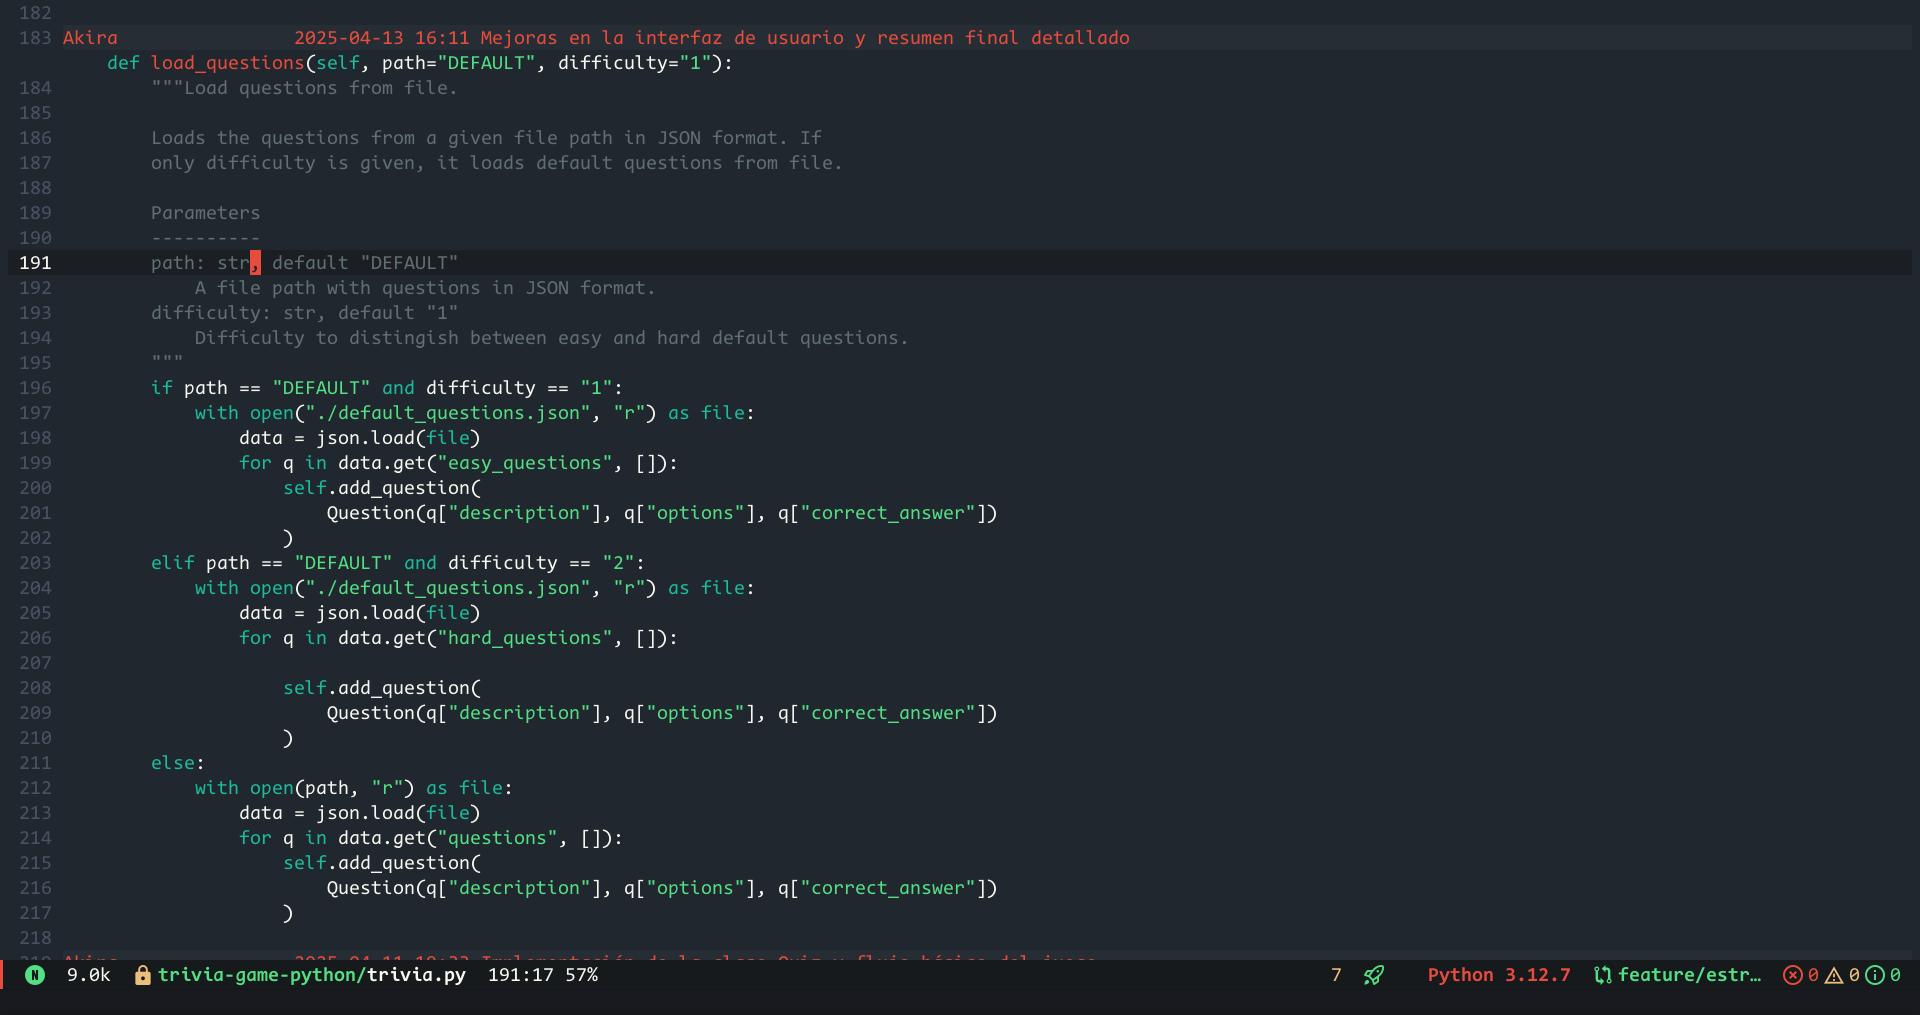 182
183 Akira 2025-04-13 16:11 Mejoras en la interfaz de usuario y resumen final detallado
def load_questions(self, path="DEFAULT", difficulty="1"):
184 """Load questions from file.
185
186 Loads the questions from a given file path in JSON format. If
187 only difficulty is given, it loads default questions from file.
188
189 Parameters
190 ----------
191 path: str, default "DEFAULT"
192 A file path with questions in JSON format.
193 difficulty: str, default "1"
194 Difficulty to distingish between easy and hard default questions.
195 """
196 if path == "DEFAULT" and difficulty == "1":
197 with open("./default_questions.json", "r") as file:
198 data = json.load(file)
199 for q in data.get("easy_questions", []):
200 self.add_question(
201 Question(q["description"], q["options"], q["correct_answer"])
202 )
203 elif path == "DEFAULT" and difficulty == "2":
204 with open("./default_questions.json", "r") as file:
205 data = json.load(file)
206 for q in data.get("hard_questions", []):
207
208 self.add_question(
209 Question(q["description"], q["options"], q["correct_answer"])
210 )
211 else:
212 with open(path, "r") as file:
213 data = json.load(file)
214 for q in data.get("questions", []):
215 self.add_question(
216 Question(q["description"], q["options"], q["correct_answer"])
217 )
218
N 9.0k trivia-game-python/trivia.py 191:17 57% 7 Python 3.12.7 feature/estr… 0 0 0